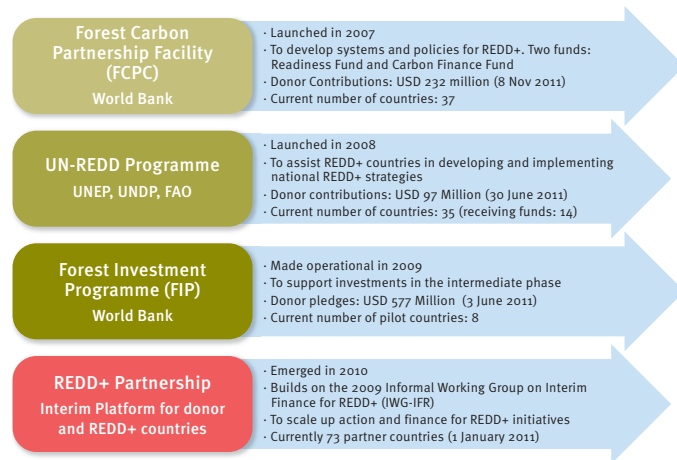 Forest Carbon
Partnership Facility
(FCPC)
World Bank
· Launched in 2007
· To develop systems and policies for REDD+. Two funds:
Readiness Fund and Carbon Finance Fund
· Donor Contributions: USD 232 million (8 Nov 2011)
· Current number of countries: 37
UN-REDD Programme
UNEP, UNDP, FAO
· Launched in 2008
· To assist REDD+ countries in developing and implementing
national REDD+ strategies
· Donor contributions: USD 97 Million (30 June 2011)
· Current number of countries: 35 (receiving funds: 14)
Forest Investment
Programme (FIP)
World Bank
· Made operational in 2009
· To support investments in the intermediate phase
· Donor pledges: USD 577 Million (3 June 2011)
· Current number of pilot countries: 8
REDD+ Partnership
Interim Platform for donor
and REDD+ countries
· Emerged in 2010
· Builds on the 2009 Informal Working Group on Interim
Finance for REDD+ (IWG-IFR)
· To scale up action and finance for REDD+ initiatives
· Currently 73 partner countries (1 January 2011)